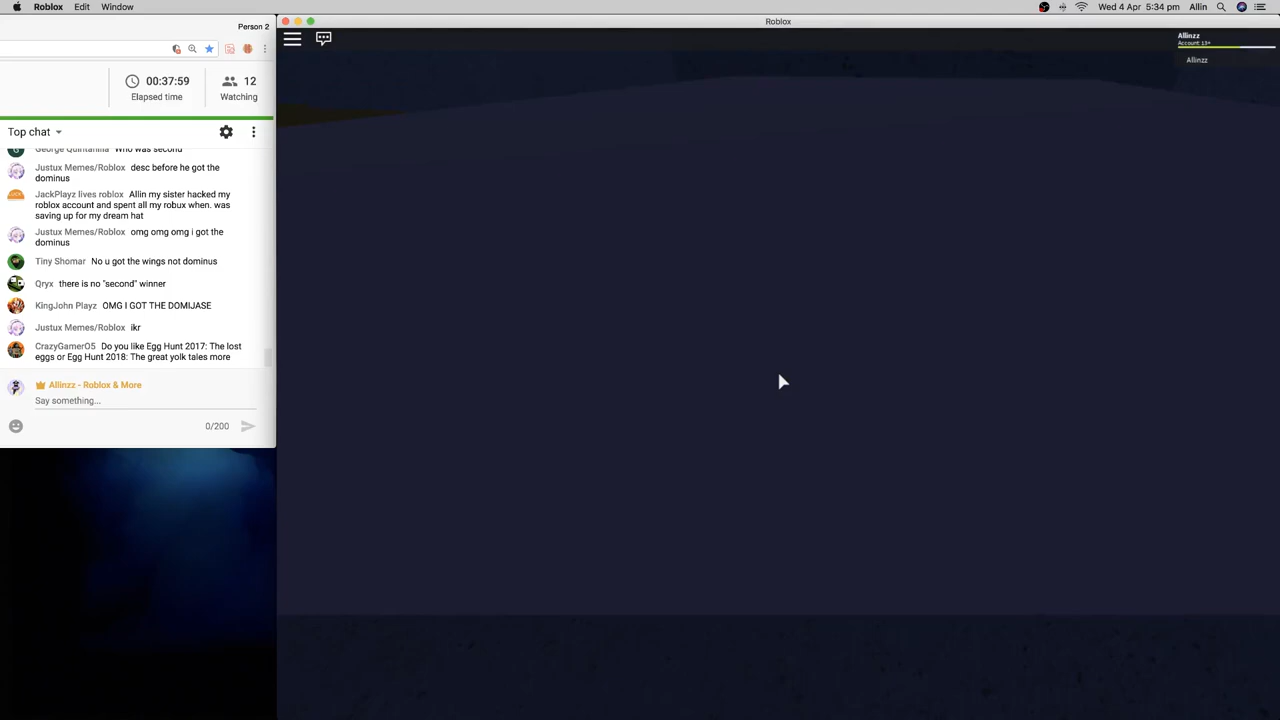 Roblox Edit Window
Wed 4 Apr 5:34 pm Allin
Roblox
Person 2
Allinzz
Account: 13+
Allinzz
00:37:59
Elapsed time
12
Watching
Top chat
George Quintanilla Who was second
Justux Memes/Roblox desc before he got the
dominus
JackPlayz lives roblox Allin my sister hacked my
roblox account and spent all my robux when. was
saving up for my dream hat
Justux Memes/Roblox omg omg omg i got the
dominus
Tiny Shomar No u got the wings not dominus
Qryx there is no "second" winner
KingJohn Playz OMG I GOT THE DOMIJASE
Justux Memes/Roblox ikr
CrazyGamerO5 Do you like Egg Hunt 2017: The lost
eggs or Egg Hunt 2018: The great yolk tales more
Allinzz - Roblox & More
Say something...
0/200